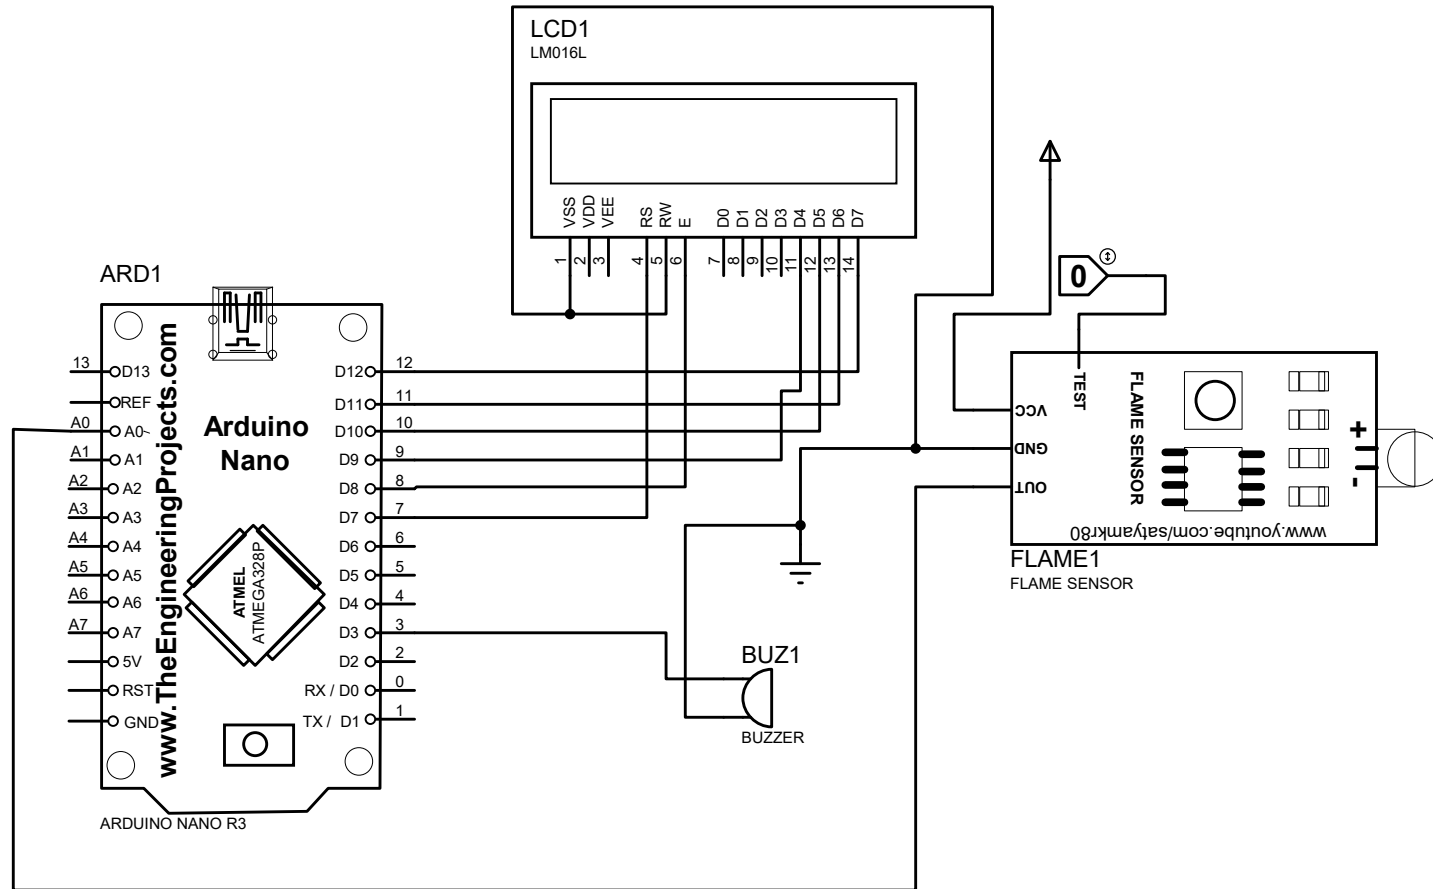 LCD1
LM016L
VSS
VDD
VEE
RS
RW
E
D0
D1
D2
D3
D4
D5
D6
D7
1
2
3
4
5
6
7
8
9
10
11
12
13
14
0
ARD1
www.TheEngineeringProjects.com
Arduino
Nano
ATMEL
ATMEGA328P
13 D13
REF
A0 A0~
A1 A1
A2 A2
A3 A3
A4 A4
A5 A5
A6 A6
A7 A7
5V
RST
GND
D12 12
D11 11
D10 10
D9 9
D8 8
D7 7
D6 6
D5 5
D4 4
D3 3
D2 2
RX / D0 0
TX / D1 1
ARDUINO NANO R3
BUZ1
BUZZER
TEST
VCC
GND
OUT
FLAME SENSOR
+
-
www.youtube.com/satyamkr80
FLAME1
FLAME SENSOR